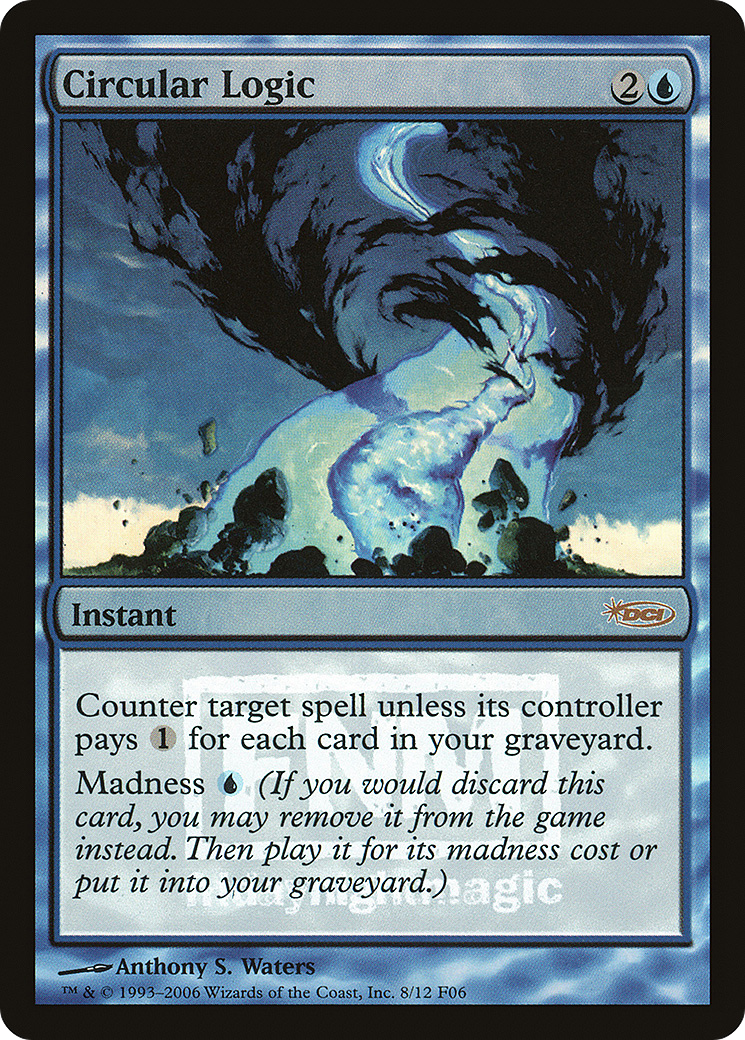 Circular Logic 2
Instant DCI
Counter target spell unless its controller
pays 1 for each card in your graveyard.
Madness (If you would discard this
card, you may remove it from the game
instead. Then play it for its madness cost or
put it into your graveyard.)
FNM
fridaynightmagic
Anthony S. Waters
™ & © 1993–2006 Wizards of the Coast, Inc. 8/12 F06